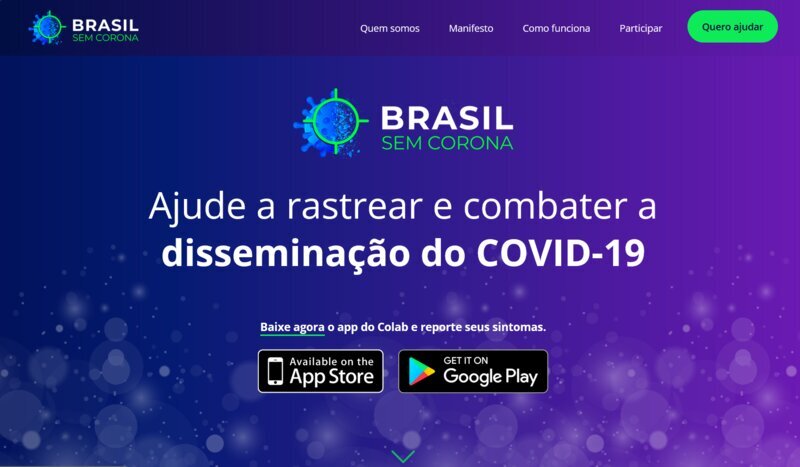 BRASIL
SEM CORONA
Quem somos
Manifesto
Como funciona
Participar
Quero ajudar
BRASIL
SEM CORONA
Ajude a rastrear e combater a
disseminação do COVID-19
Baixe agora o app do Colab e reporte seus sintomas.
Available on the
App Store
GET IT ON
Google Play